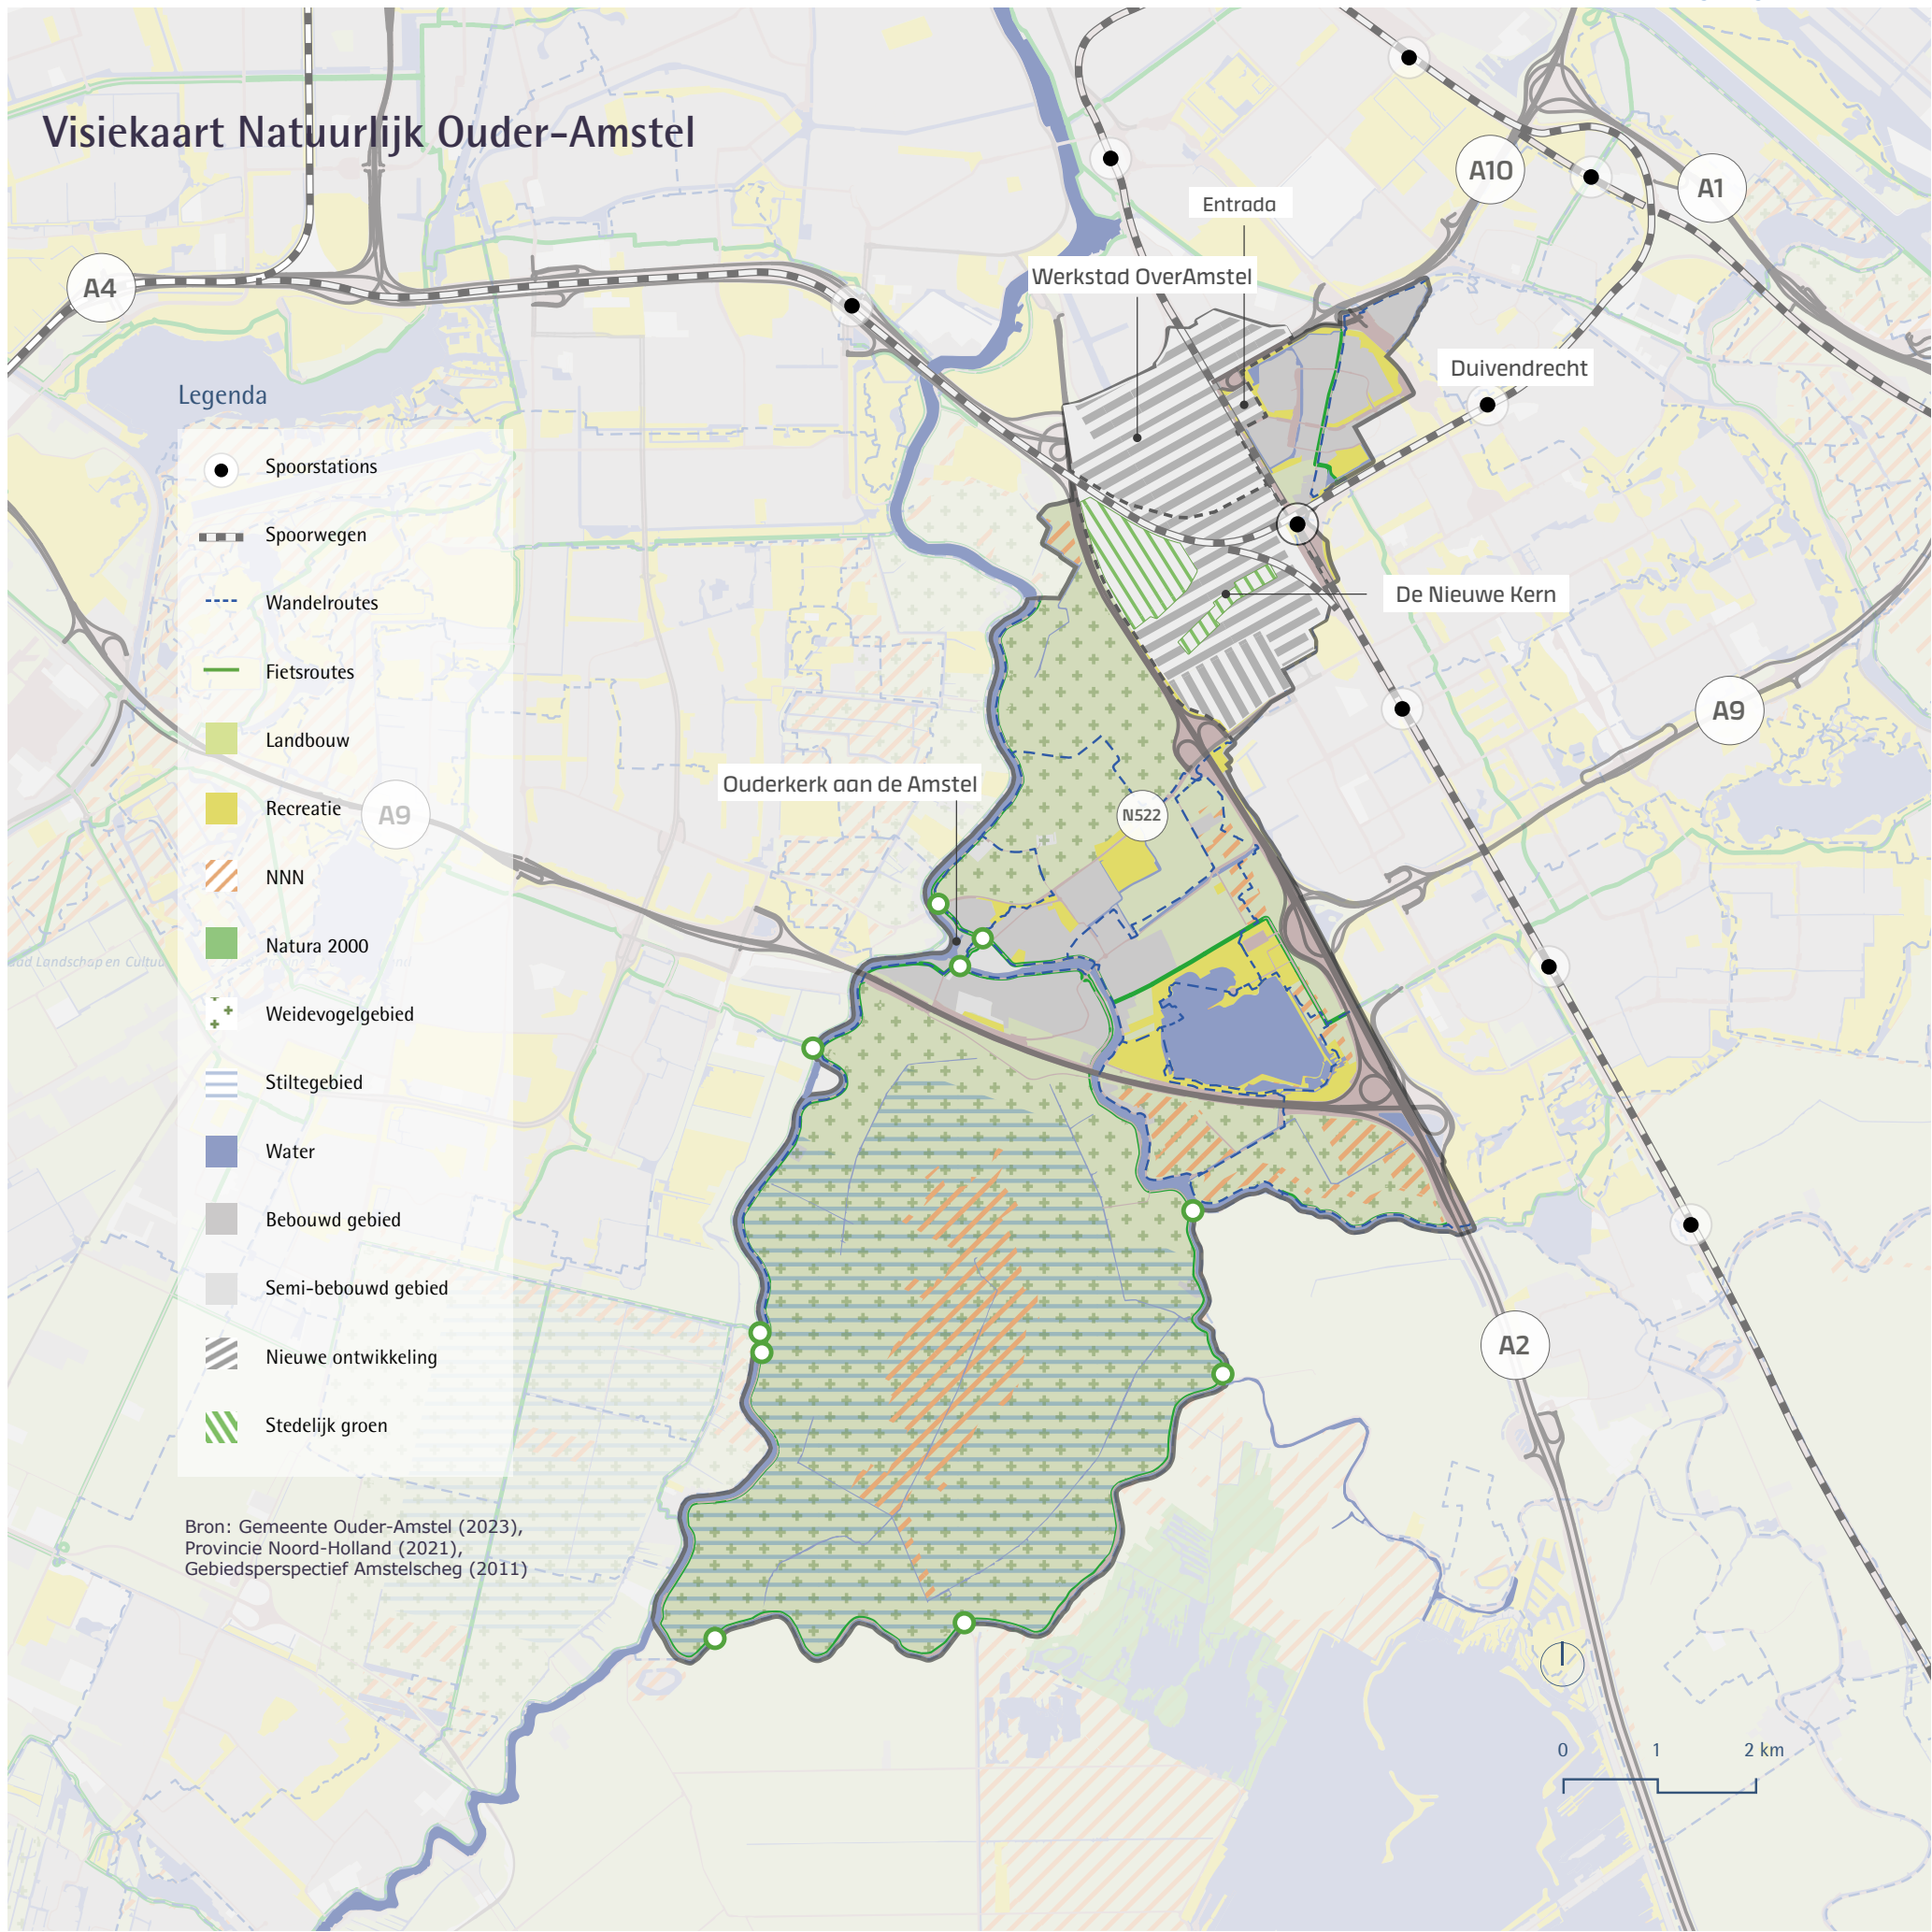 Visiekaart Natuurlijk Ouder-Amstel
A10
A1
Entrada
Werkstad OverAmstel
A4
Duivendrecht
Legenda
Spoorstations
Spoorwegen
Wandelroutes
Fietsroutes
Landbouw
Recreatie
NNN
Natura 2000
Weidevogelgebied
Stiltegebied
Water
Bebouwd gebied
Semi-bebouwd gebied
Nieuwe ontwikkeling
Stedelijk groen
De Nieuwe Kern
A9
Ouderkerk aan de Amstel
N522
A9
A2
Bron: Gemeente Ouder-Amstel (2023),
Provincie Noord-Holland (2021),
Gebiedsperspectief Amstelscheg (2011)
0 1 2 km